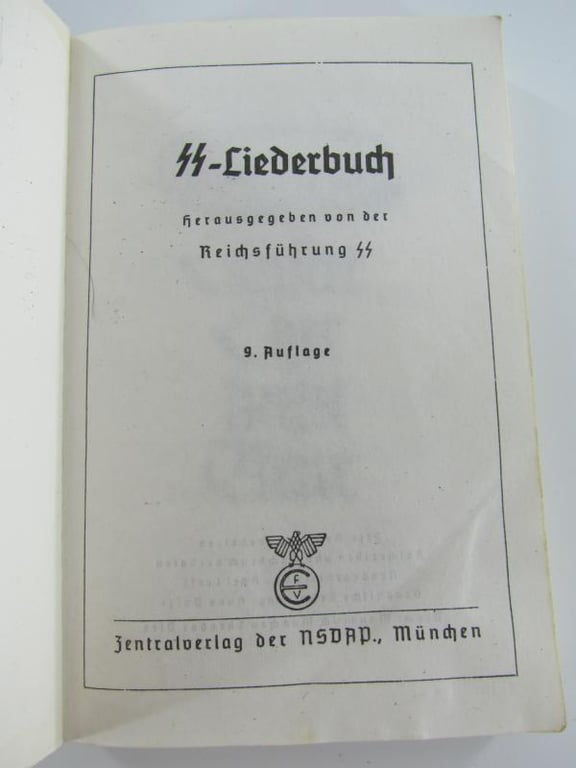 SS-Liederbuch
Herausgegeben von der
Reichsführung SS
9. Auflage
F
V
Zentralverlag der NSDAP., München